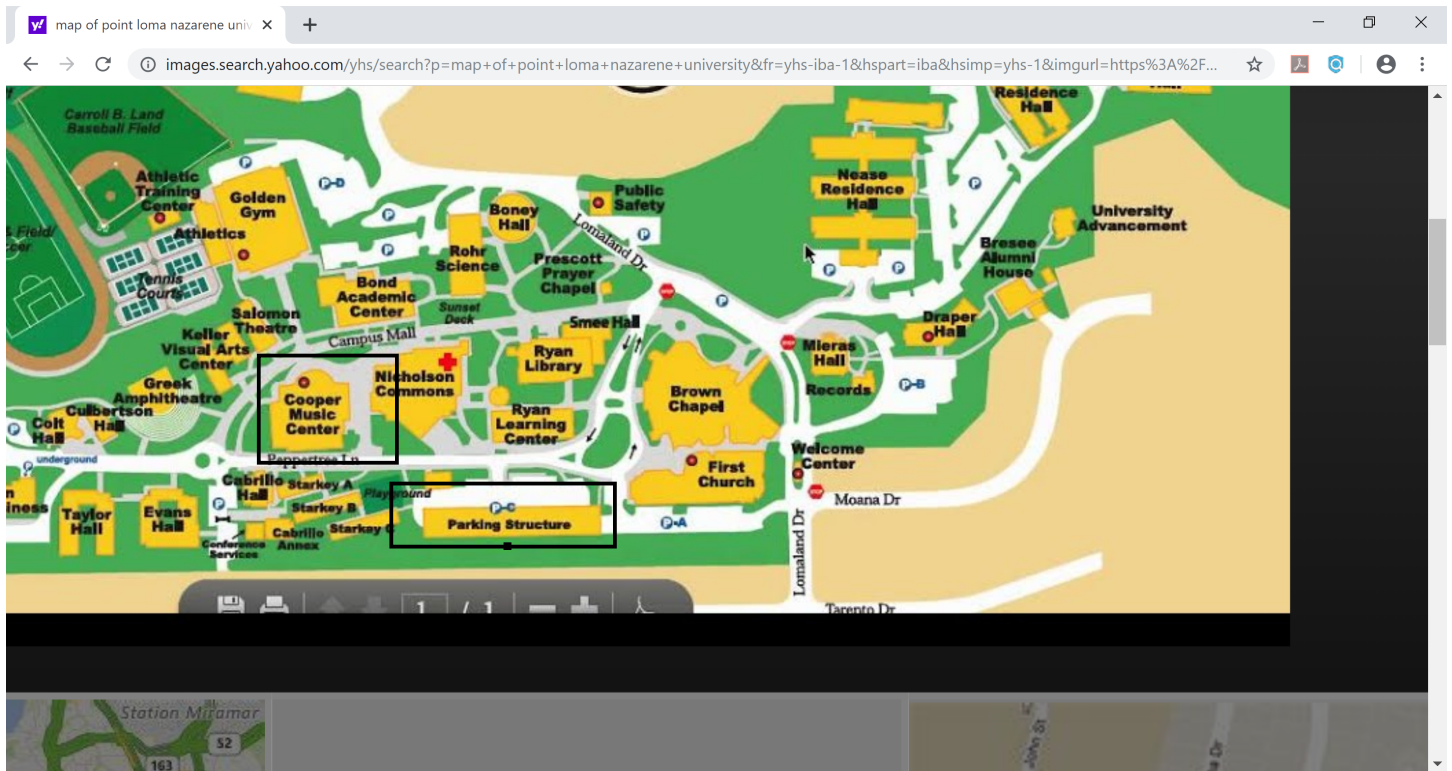 map of point loma nazarene univ
images.search.yahoo.com/yhs/search?p=map+of+point+loma+nazarene+university&fr=yhs-iba-1&hspart=iba&hsimp=yhs-1&imgurl=https%3A%2F...
Carroll B. Land
Baseball Field
Residence
Hall
Athletic
Training
Center
P-D
Golden
Gym
Public
Safety
Nease
Residence
Hall
University
Advancement
Field/
Athletics
Boney
Hall
Lomaland Dr
Rohr
Science
Prescott
Prayer
Chapel
Bresee
Alumni
House
Tennis
Courts
Bond
Academic
Center
Sunset
Deck
Salomon
Theatre
Smee Hall
Draper
Hall
Keller
Visual Arts
Center
Campus Mall
Ryan
Library
STOP
Mieras
Hall
Greek
Amphitheatre
Nicholson
Commons
Brown
Chapel
Records
P-B
Cooper
Music
Center
Culbertson
Hall
Colt
Hall
Ryan
Learning
Center
underground
Peppertree Ln
Welcome
Center
First
Church
Cabrillo
Hall
Starkey A
Playground
Moana Dr
Taylor
Hall
Evans
Hall
Starkey B
P-C
Parking Structure
P-A
Starkey C
Cabrillo
Annex
Conference
Services
Lomaland Dr
1 / 1
Tarento Dr
Station Miramar
52
163
John St